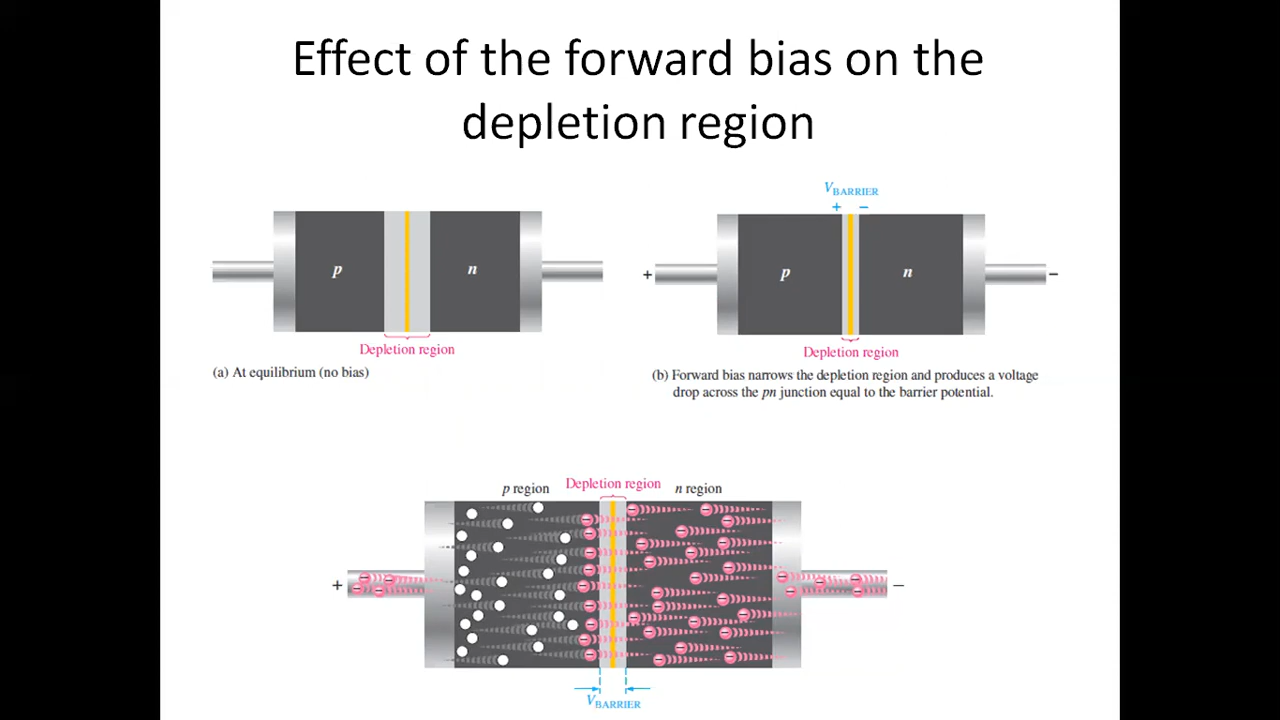 Effect of the forward bias on the
depletion region
p
n
Depletion region
(a) At equilibrium (no bias)
V BARRIER
+ −
+
p
n
−
Depletion region
(b) Forward bias narrows the depletion region and produces a voltage
drop across the pn junction equal to the barrier potential.
p region
Depletion region
n region
+
−
V BARRIER